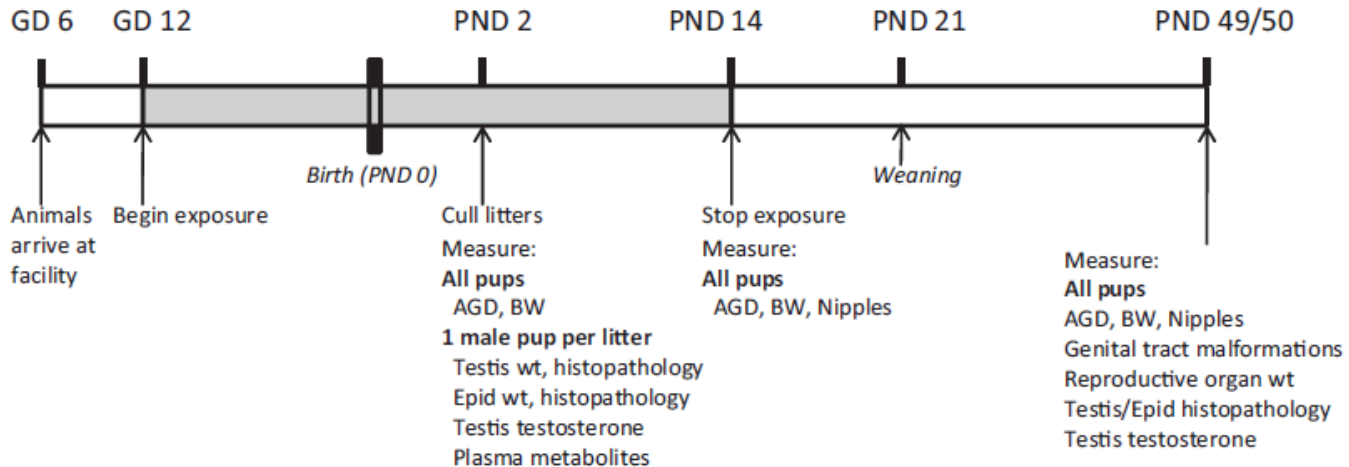 GD 6 GD 12 PND 2 PND 14 PND 21 PND 49/50
Birth (PND 0) Weaning
Animals
arrive at
facility
Begin exposure
Cull litters
Measure:
All pups
AGD, BW
1 male pup per litter
Testis wt, histopathology
Epid wt, histopathology
Testis testosterone
Plasma metabolites
Stop exposure
Measure:
All pups
AGD, BW, Nipples
Measure:
All pups
AGD, BW, Nipples
Genital tract malformations
Reproductive organ wt
Testis/Epid histopathology
Testis testosterone